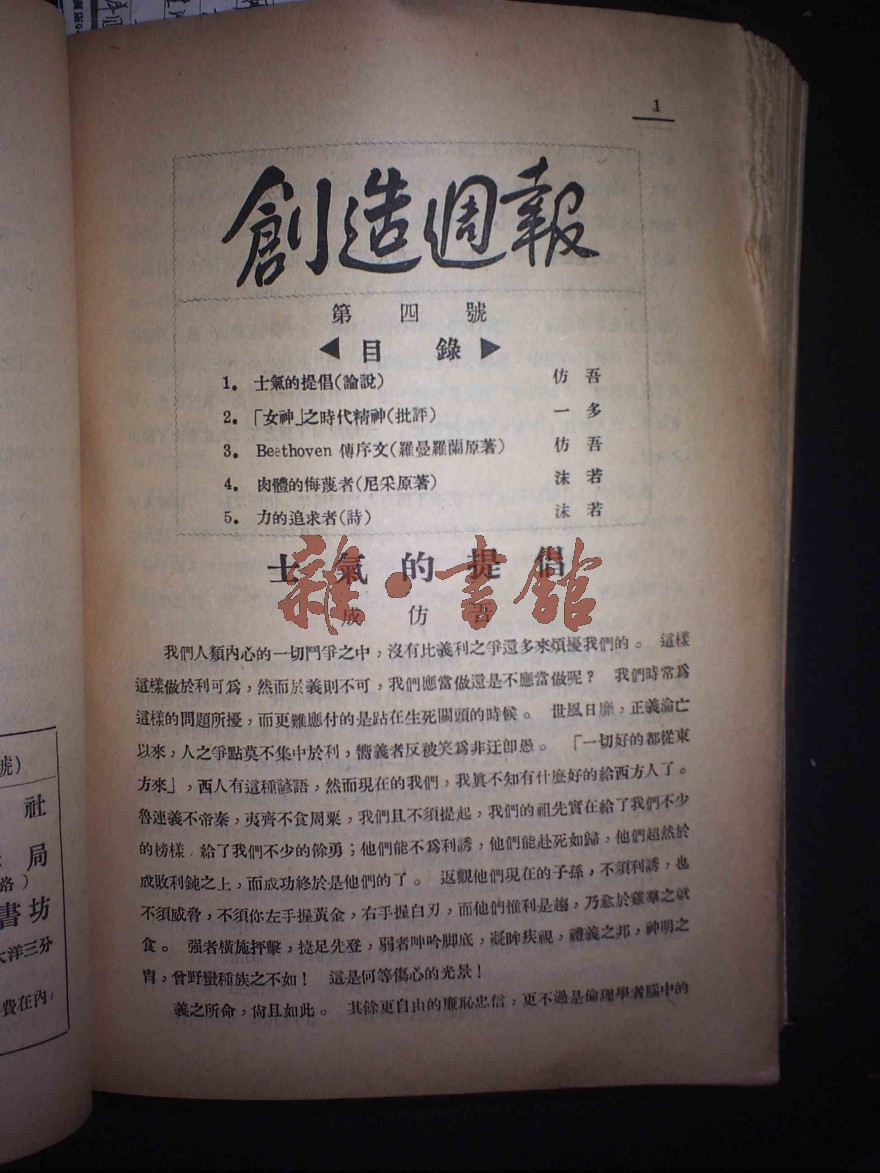 1
創造週報
第四號
◀目錄▶
1. 士氣的提倡(論說) 仿吾
2.「女神」之時代精神(批評) 一多
3. Beethoven 傳序文(羅曼羅蘭原著) 仿吾
4. 肉體的侮蔑者(尼采原著) 沫若
5. 力的追求者(詩) 沫若
士氣的提倡
成仿吾
雜·書館
我們人類內心的一切鬥爭之中,沒有比義利之爭還多來煩擾我們的。 這樣
這樣做於利可爲,然而於義則不可,我們應當做還是不應當做呢? 我們時常爲
這樣的問題所擾,而更難應付的是跕在生死關頭的時候。 世風日靡,正義淪亡
以來,人之爭點莫不集中於利,嚮義者反被笑爲非迂卽愚。 「一切好的都從東
方來」,西人有這種諺語,然而現在的我們,我眞不知有什麼好的給西方人了。
魯連義不帝秦,夷齊不食周粟,我們且不須提起,我們的祖先實在給了我們不少
的榜樣,給了我們不少的餘勇;他們能不爲利誘,他們能赴死如歸,他們超然於
成敗利鈍之上,而成功終於是他們的了。 返觀他們現在的子孫,不須利誘,也
不須威脅,不須你左手握黃金,右手握白刃,而他們惟利是趨,乃愈於雞羣之就
食。 强者橫施抨擊,捷足先登,弱者呻吟脚底,凝眸疾視,禮義之邦,神明之
胄,曾野蠻種族之不如! 這是何等傷心的光景!
義之所命,尙且如此。 其餘更自由的廉恥忠信,更不過是倫理學者腦中的
號)
社
局
路)
書坊
大洋三分
費在內